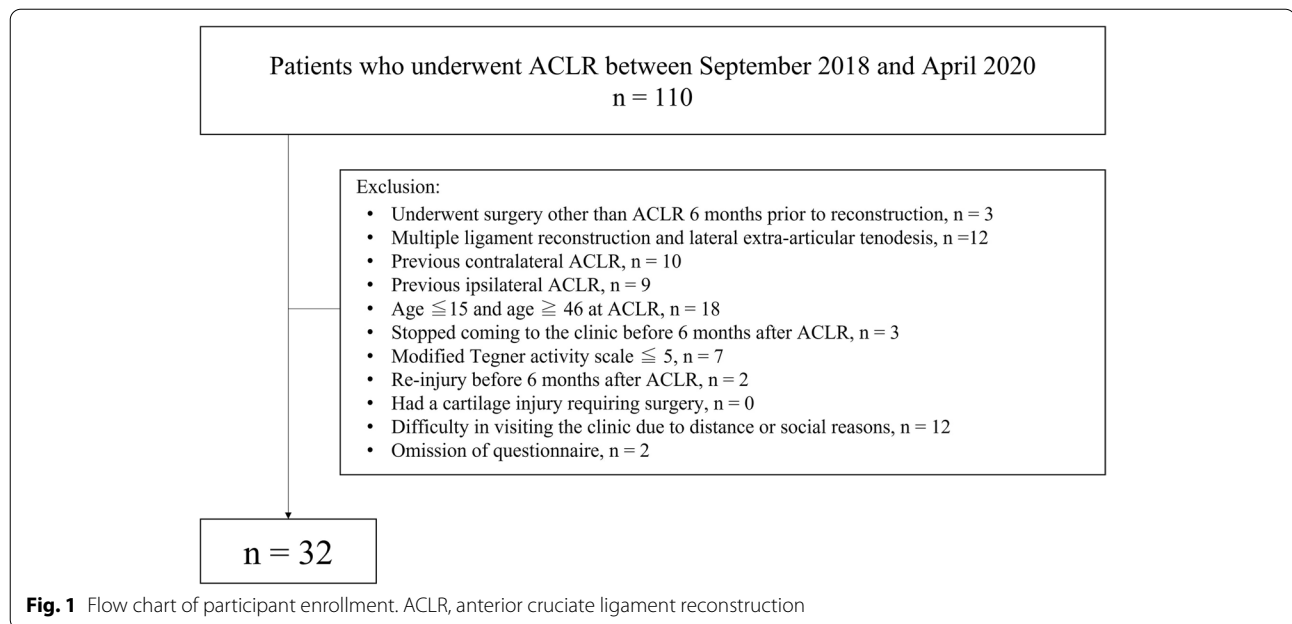 Patients who underwent ACLR between September 2018 and April 2020
n = 110
Exclusion:
• Underwent surgery other than ACLR 6 months prior to reconstruction, n = 3
• Multiple ligament reconstruction and lateral extra-articular tenodesis, n =12
• Previous contralateral ACLR, n = 10
• Previous ipsilateral ACLR, n = 9
• Age ≦15 and age ≧ 46 at ACLR, n = 18
• Stopped coming to the clinic before 6 months after ACLR, n = 3
• Modified Tegner activity scale ≦ 5, n = 7
• Re-injury before 6 months after ACLR, n = 2
• Had a cartilage injury requiring surgery, n = 0
• Difficulty in visiting the clinic due to distance or social reasons, n = 12
• Omission of questionnaire, n = 2
n = 32
Fig. 1 Flow chart of participant enrollment. ACLR, anterior cruciate ligament reconstruction